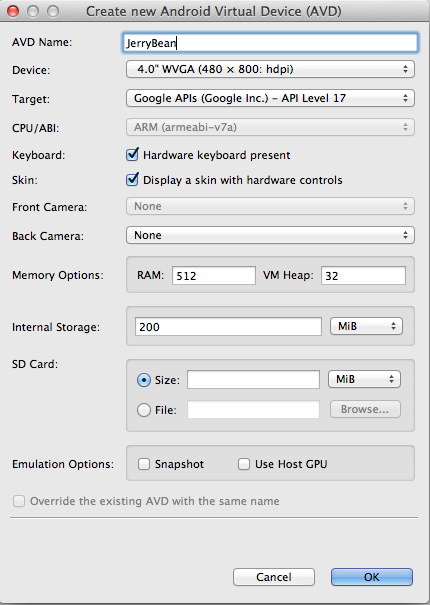 Create new Android Virtual Device (AVD)
AVD Name: JerryBean
Device: 4.0" WVGA (480 × 800: hdpi)
Target: Google APIs (Google Inc.) – API Level 17
CPU/ABI: ARM (armeabi-v7a)
Keyboard: Hardware keyboard present
Skin: Display a skin with hardware controls
Front Camera: None
Back Camera: None
Memory Options: RAM: 512 VM Heap: 32
Internal Storage: 200 MiB
SD Card:
Size: MiB
File: Browse...
Emulation Options: Snapshot Use Host GPU
Override the existing AVD with the same name
Cancel OK